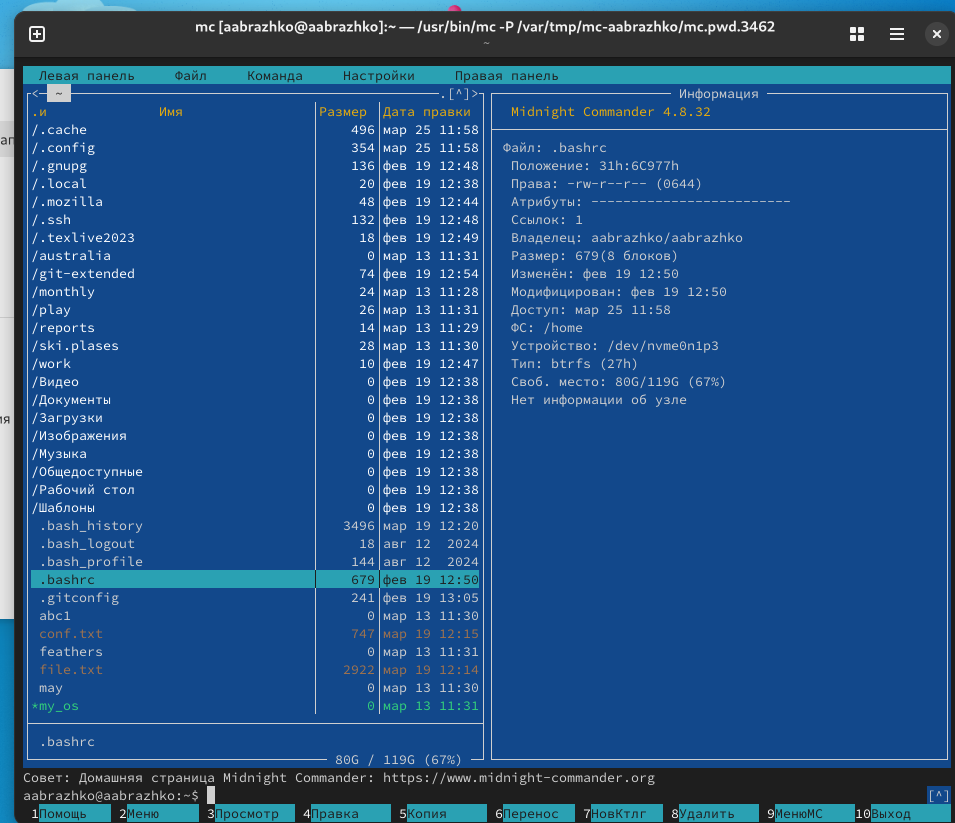 mc [aabrazhko@aabrazhko]:~ — /usr/bin/mc -P /var/tmp/mc-aabrazhko/mc.pwd.3462
~
Левая панель Файл Команда Настройки Правая панель
<─ ~ ─.[^]>
.и Имя Размер Дата правки
/.cache 496 мар 25 11:58
/.config 354 мар 25 11:58
/.gnupg 136 фев 19 12:48
/.local 20 фев 19 12:38
/.mozilla 48 фев 19 12:44
/.ssh 132 фев 19 12:48
/.texlive2023 18 фев 19 12:49
/australia 0 мар 13 11:31
/git-extended 74 фев 19 12:54
/monthly 24 мар 13 11:28
/play 26 мар 13 11:31
/reports 14 мар 13 11:29
/ski.plases 28 мар 13 11:30
/work 10 фев 19 12:47
/Видео 0 фев 19 12:38
/Документы 0 фев 19 12:38
/Загрузки 0 фев 19 12:38
/Изображения 0 фев 19 12:38
/Музыка 0 фев 19 12:38
/Общедоступные 0 фев 19 12:38
/Рабочий стол 0 фев 19 12:38
/Шаблоны 0 фев 19 12:38
.bash_history 3496 мар 19 12:20
.bash_logout 18 авг 12 2024
.bash_profile 144 авг 12 2024
.bashrc 679 фев 19 12:50
.gitconfig 241 фев 19 13:05
abc1 0 мар 13 11:30
conf.txt 747 мар 19 12:15
feathers 0 мар 13 11:31
file.txt 2922 мар 19 12:14
may 0 мар 13 11:30
*my_os 0 мар 13 11:31
.bashrc
80G / 119G (67%)
Информация
Midnight Commander 4.8.32
Файл: .bashrc
Положение: 31h:6C977h
Права: -rw-r--r-- (0644)
Атрибуты: -------------------------
Ссылок: 1
Владелец: aabrazhko/aabrazhko
Размер: 679(8 блоков)
Изменён: фев 19 12:50
Модифицирован: фев 19 12:50
Доступ: мар 25 11:58
ФС: /home
Устройство: /dev/nvme0n1p3
Тип: btrfs (27h)
Своб. место: 80G/119G (67%)
Нет информации об узле
Совет: Домашняя страница Midnight Commander: https://www.midnight-commander.org
aabrazhko@aabrazhko:~$ [^]
1Помощь 2Меню 3Просмотр 4Правка 5Копия 6Перенос 7НовКтлг 8Удалить 9МенюMC 10Выход